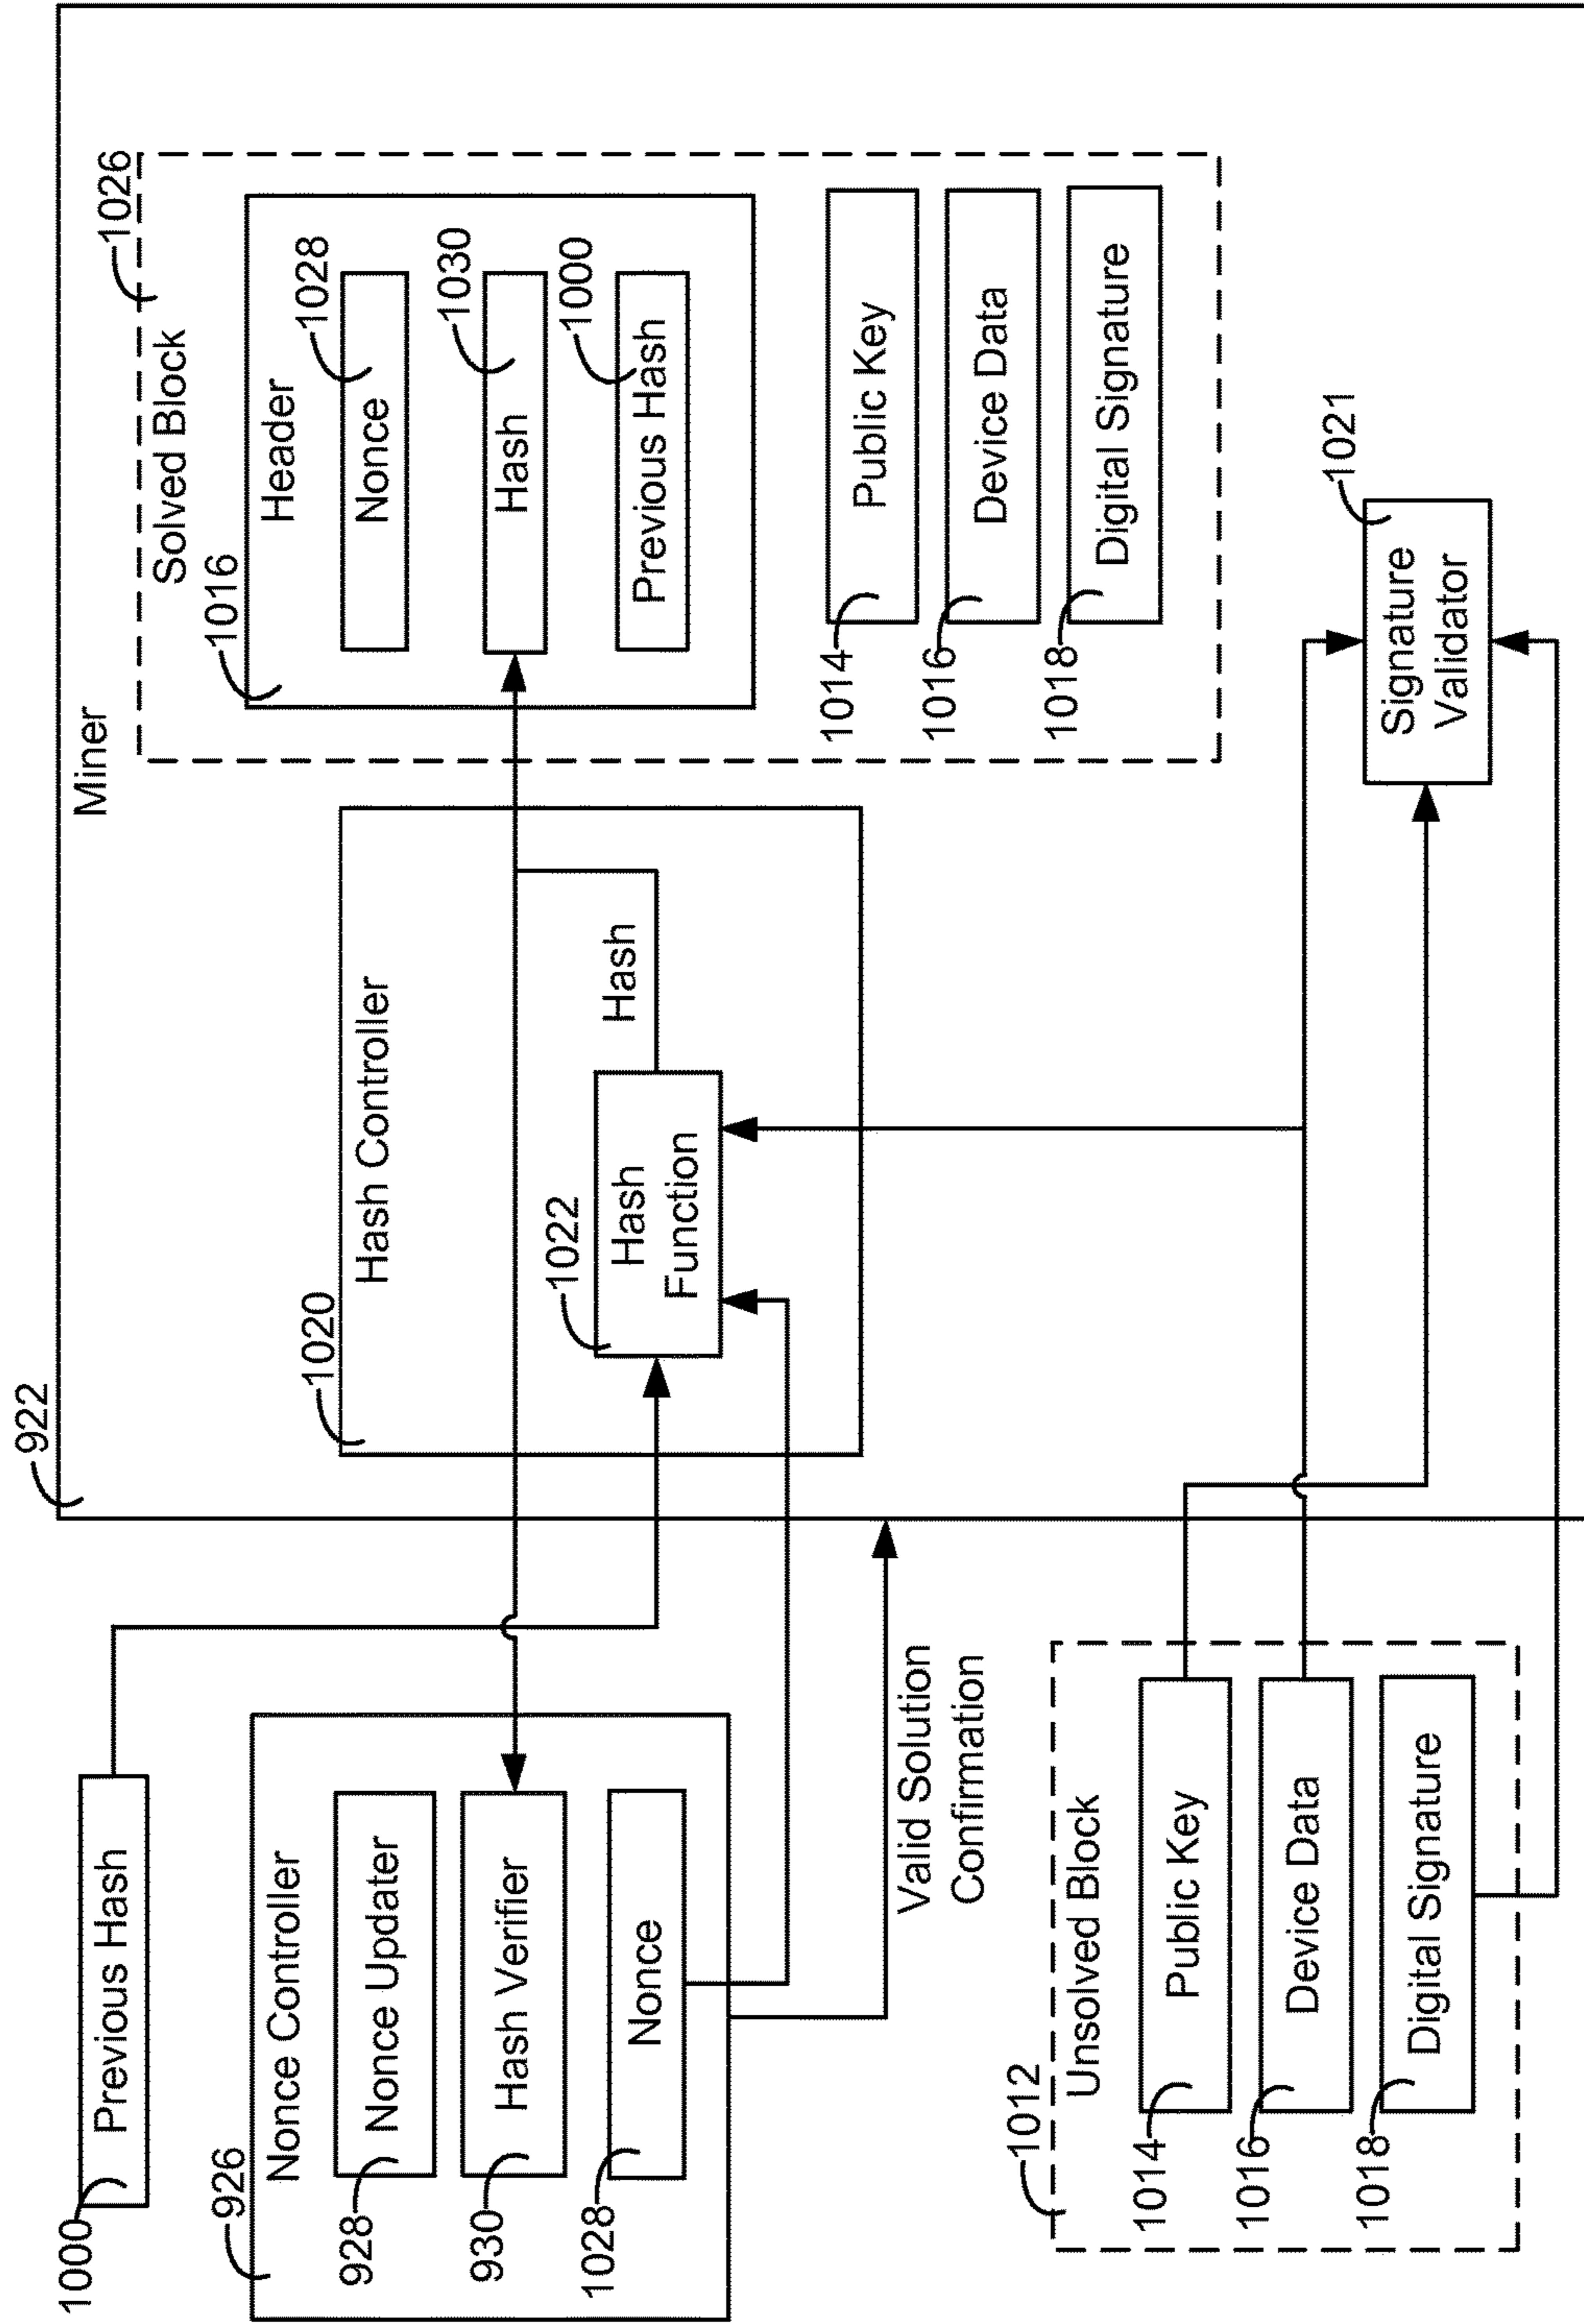 922
Miner
1000
Previous Hash
926
Nonce Controller
928
Nonce Updater
930
Hash Verifier
1028
Nonce
Valid Solution
Confirmation
1020
Hash Controller
1022
Hash
Function
Hash
1026
Solved Block
1016
Header
1028
Nonce
1030
Hash
1000
Previous Hash
1014
Public Key
1016
Device Data
1018
Digital Signature
1012
Unsolved Block
1014
Public Key
1016
Device Data
1018
Digital Signature
1021
Signature
Validator